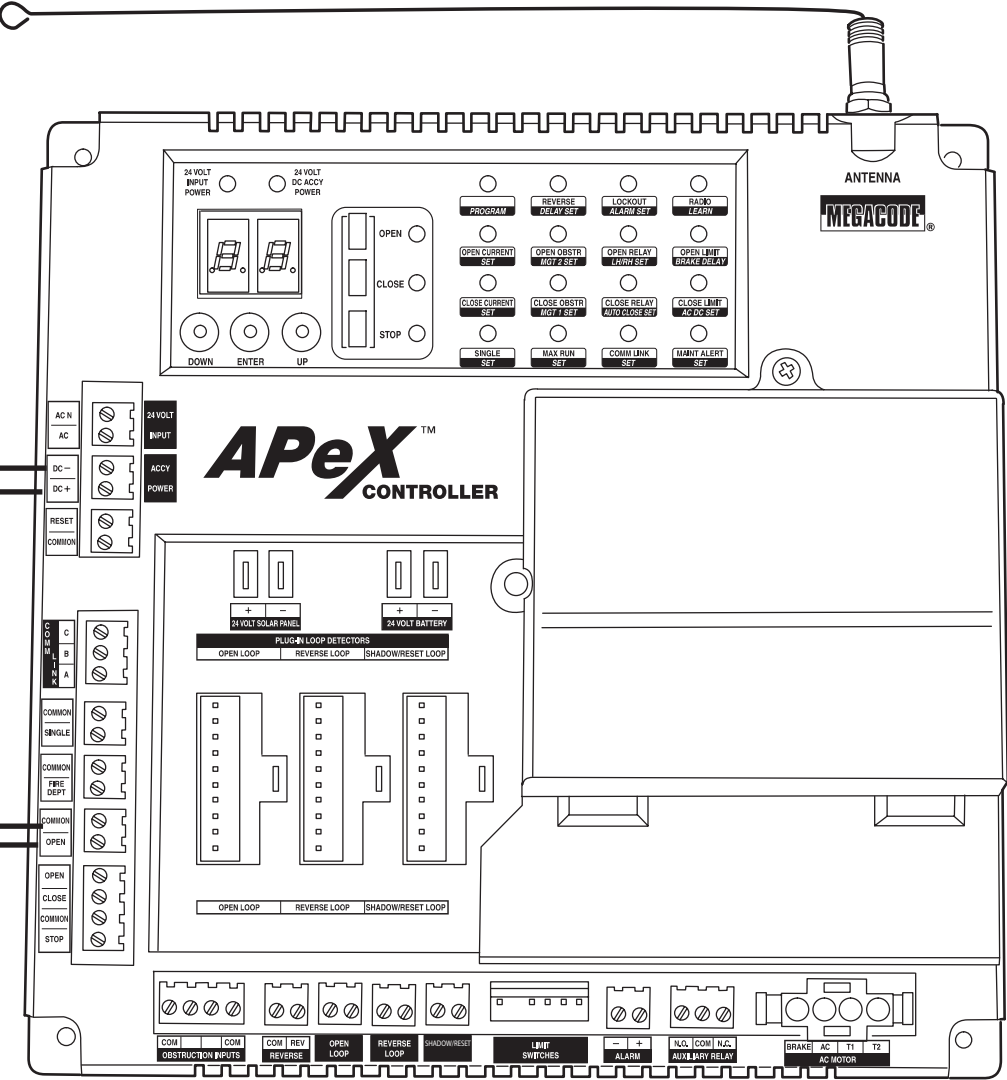 ANTENNA
MEGACODE®
24 VOLT
INPUT
POWER
24 VOLT
DC ACCY
POWER
OPEN
CLOSE
STOP
DOWN
ENTER
UP
PROGRAM
REVERSE
DELAY SET
LOCKOUT
ALARM SET
RADIO
LEARN
OPEN CURRENT
SET
OPEN OBSTR
MGT 2 SET
OPEN RELAY
LH/RH SET
OPEN LIMIT
BRAKE DELAY
CLOSE CURRENT
SET
CLOSE OBSTR
MGT 1 SET
CLOSE RELAY
AUTO CLOSE SET
CLOSE LIMIT
AC DC SET
SINGLE
SET
MAX RUN
SET
COMM LINK
SET
MAINT ALERT
SET
AC N
AC
24 VOLT
INPUT
DC −
DC +
ACCY
POWER
RESET
COMMON
APeX™
CONTROLLER
+ −
24 VOLT SOLAR PANEL
+ −
24 VOLT BATTERY
PLUG-IN LOOP DETECTORS
OPEN LOOP REVERSE LOOP SHADOW/RESET LOOP
COMM LINK
C
B
A
COMMON
SINGLE
COMMON
FIRE
DEPT
COMMON
OPEN
OPEN
CLOSE
COMMON
STOP
OPEN LOOP REVERSE LOOP SHADOW/RESET LOOP
COM COM
OBSTRUCTION INPUTS
COM REV
REVERSE
OPEN
LOOP
REVERSE
LOOP
SHADOW/RESET
LIMIT
SWITCHES
− +
ALARM
N.O. COM N.C.
AUXILIARY RELAY
BRAKE AC T1 T2
AC MOTOR